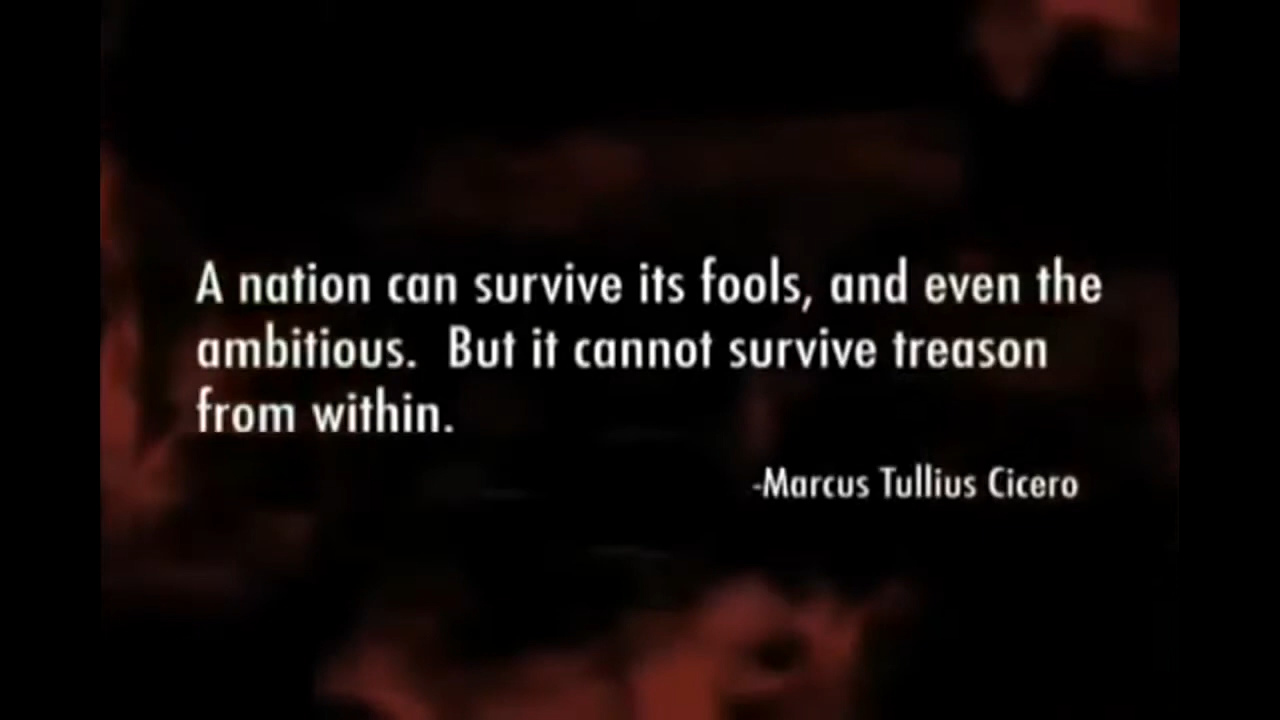 A nation can survive its fools, and even the
ambitious.  But it cannot survive treason
from within.
-Marcus Tullius Cicero